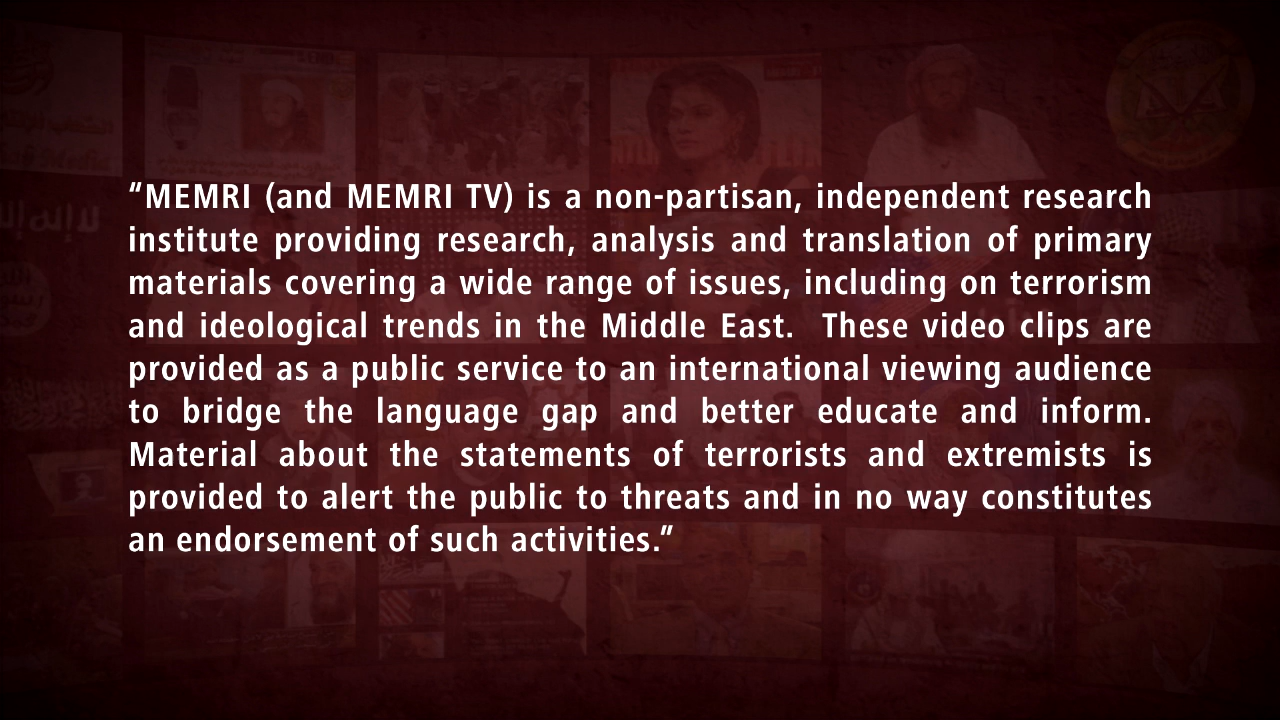 “MEMRI (and MEMRI TV) is a non-partisan, independent research
institute providing research, analysis and translation of primary
materials covering a wide range of issues, including on terrorism
and ideological trends in the Middle East.  These video clips are
provided as a public service to an international viewing audience
to bridge the language gap and better educate and inform.
Material about the statements of terrorists and extremists is
provided to alert the public to threats and in no way constitutes
an endorsement of such activities.”